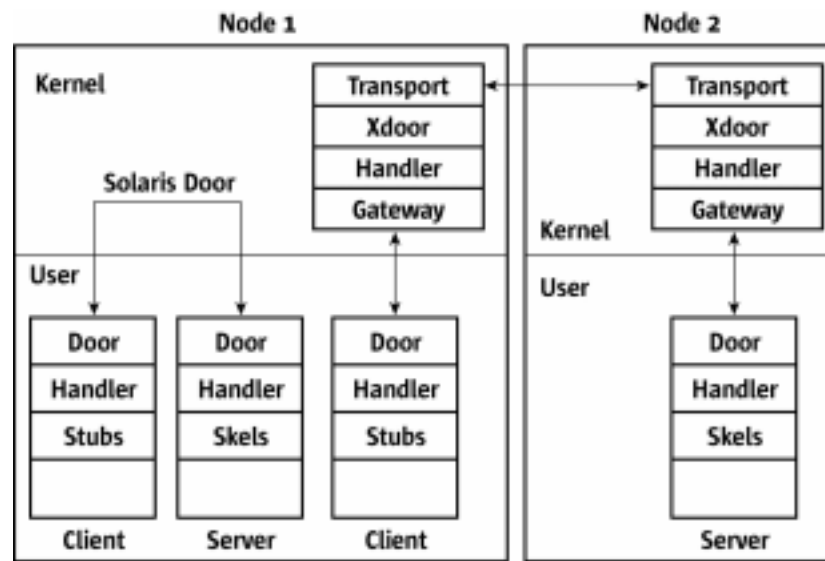 Node 1
Node 2
Kernel
Transport
Xdoor
Handler
Gateway
Solaris Door
User
Door
Handler
Stubs
Client
Door
Handler
Skels
Server
Door
Handler
Stubs
Client
Transport
Xdoor
Handler
Gateway
Kernel
User
Door
Handler
Skels
Server